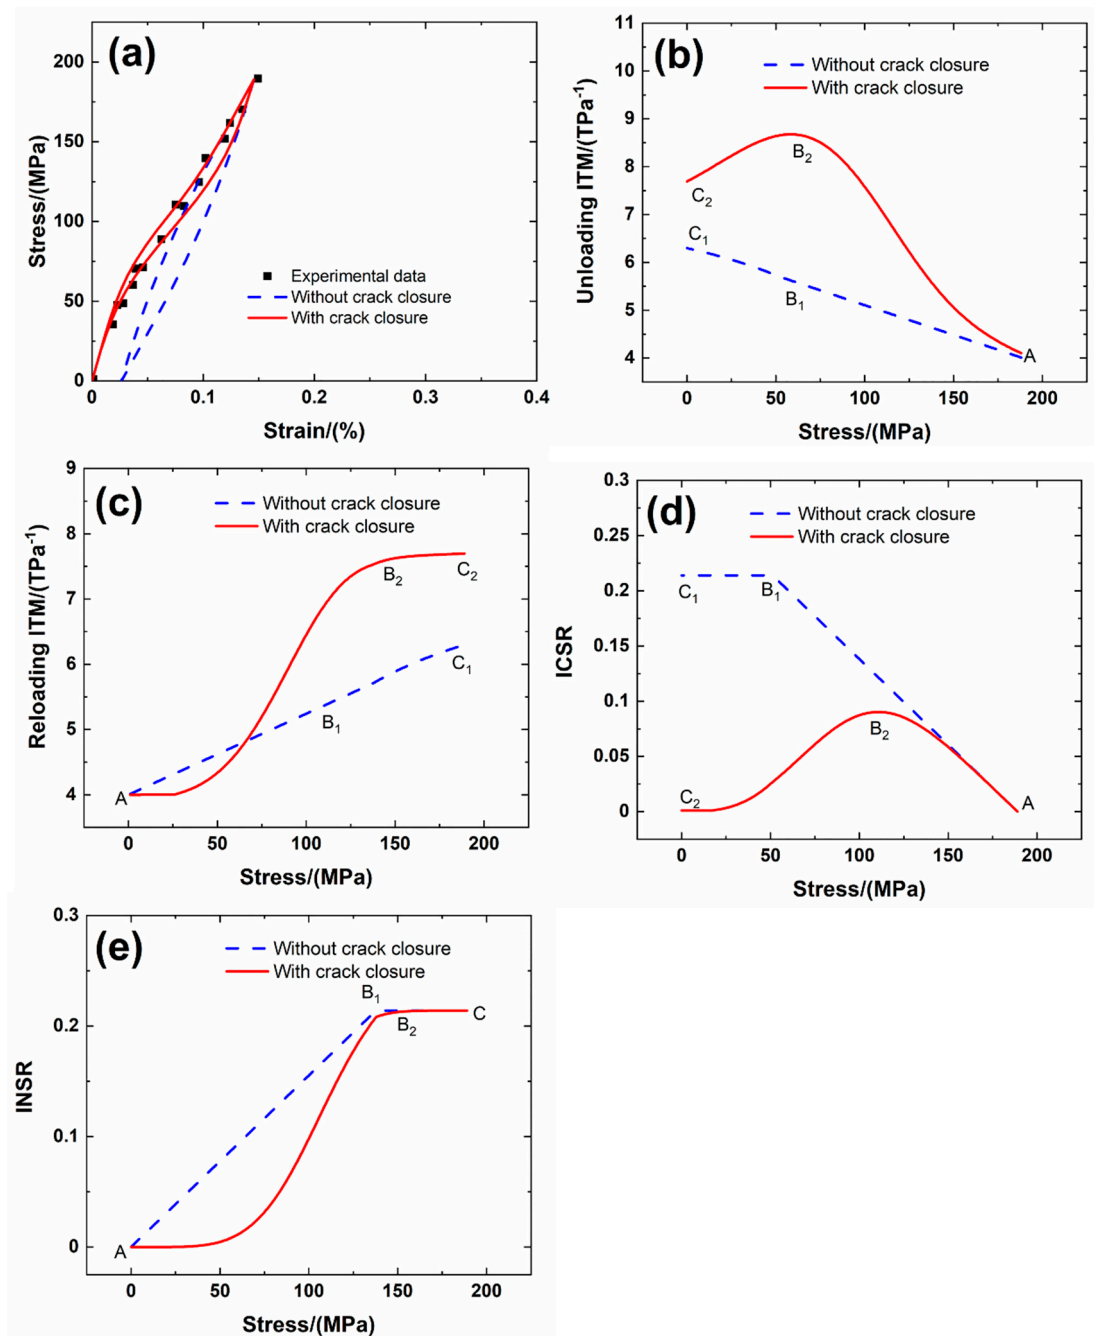 (a)
200
150
100
50
0
Stress/(MPa)
Experimental data
Without crack closure
With crack closure
0
0.1
0.2
0.3
0.4
Strain/(%)
(b)
11
10
9
8
7
6
5
4
Unloading ITM/(TPa⁻¹)
Without crack closure
With crack closure
B₂
C₂
C₁
B₁
A
0
50
100
150
200
Stress/(MPa)
(c)
9
8
7
6
5
4
Reloading ITM/(TPa⁻¹)
Without crack closure
With crack closure
B₂
C₂
C₁
B₁
A
0
50
100
150
200
Stress/(MPa)
(d)
0.3
0.25
0.2
0.15
0.1
0.05
0
ICSR
Without crack closure
With crack closure
C₁
B₁
B₂
C₂
A
0
50
100
150
200
Stress/(MPa)
(e)
0.3
0.2
0.1
0
INSR
Without crack closure
With crack closure
B₁
B₂
C
A
0
50
100
150
200
Stress/(MPa)